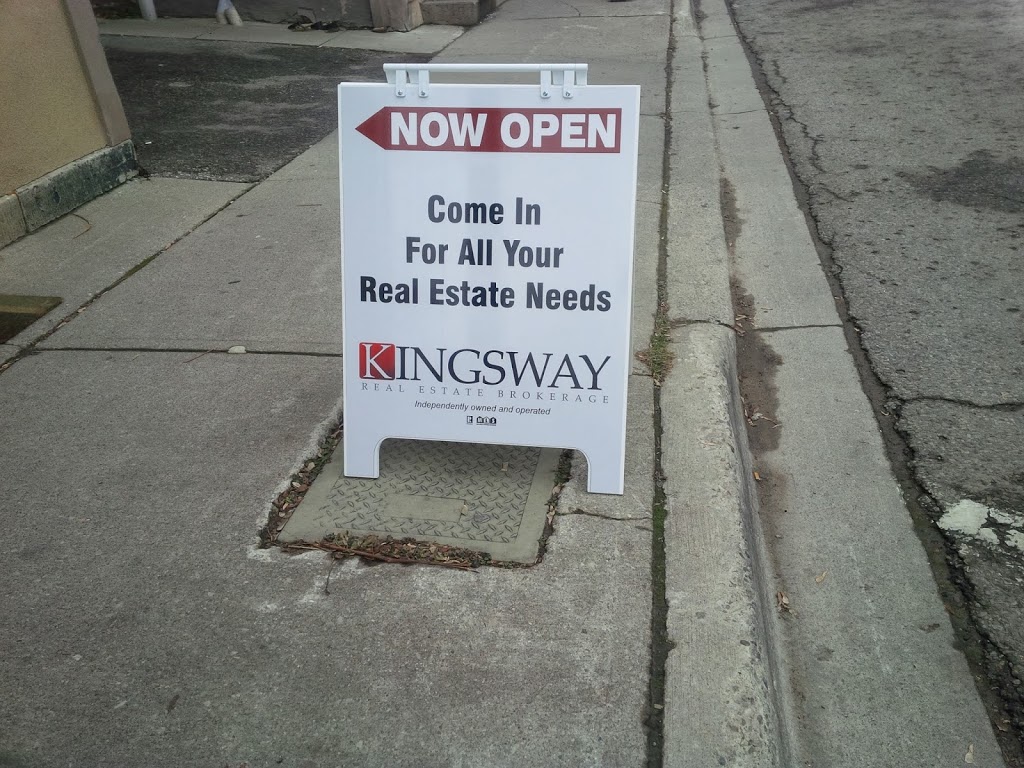 NOW OPEN
Come In
For All Your
Real Estate Needs
KINGSWAY
REAL ESTATE BROKERAGE
Independently owned and operated